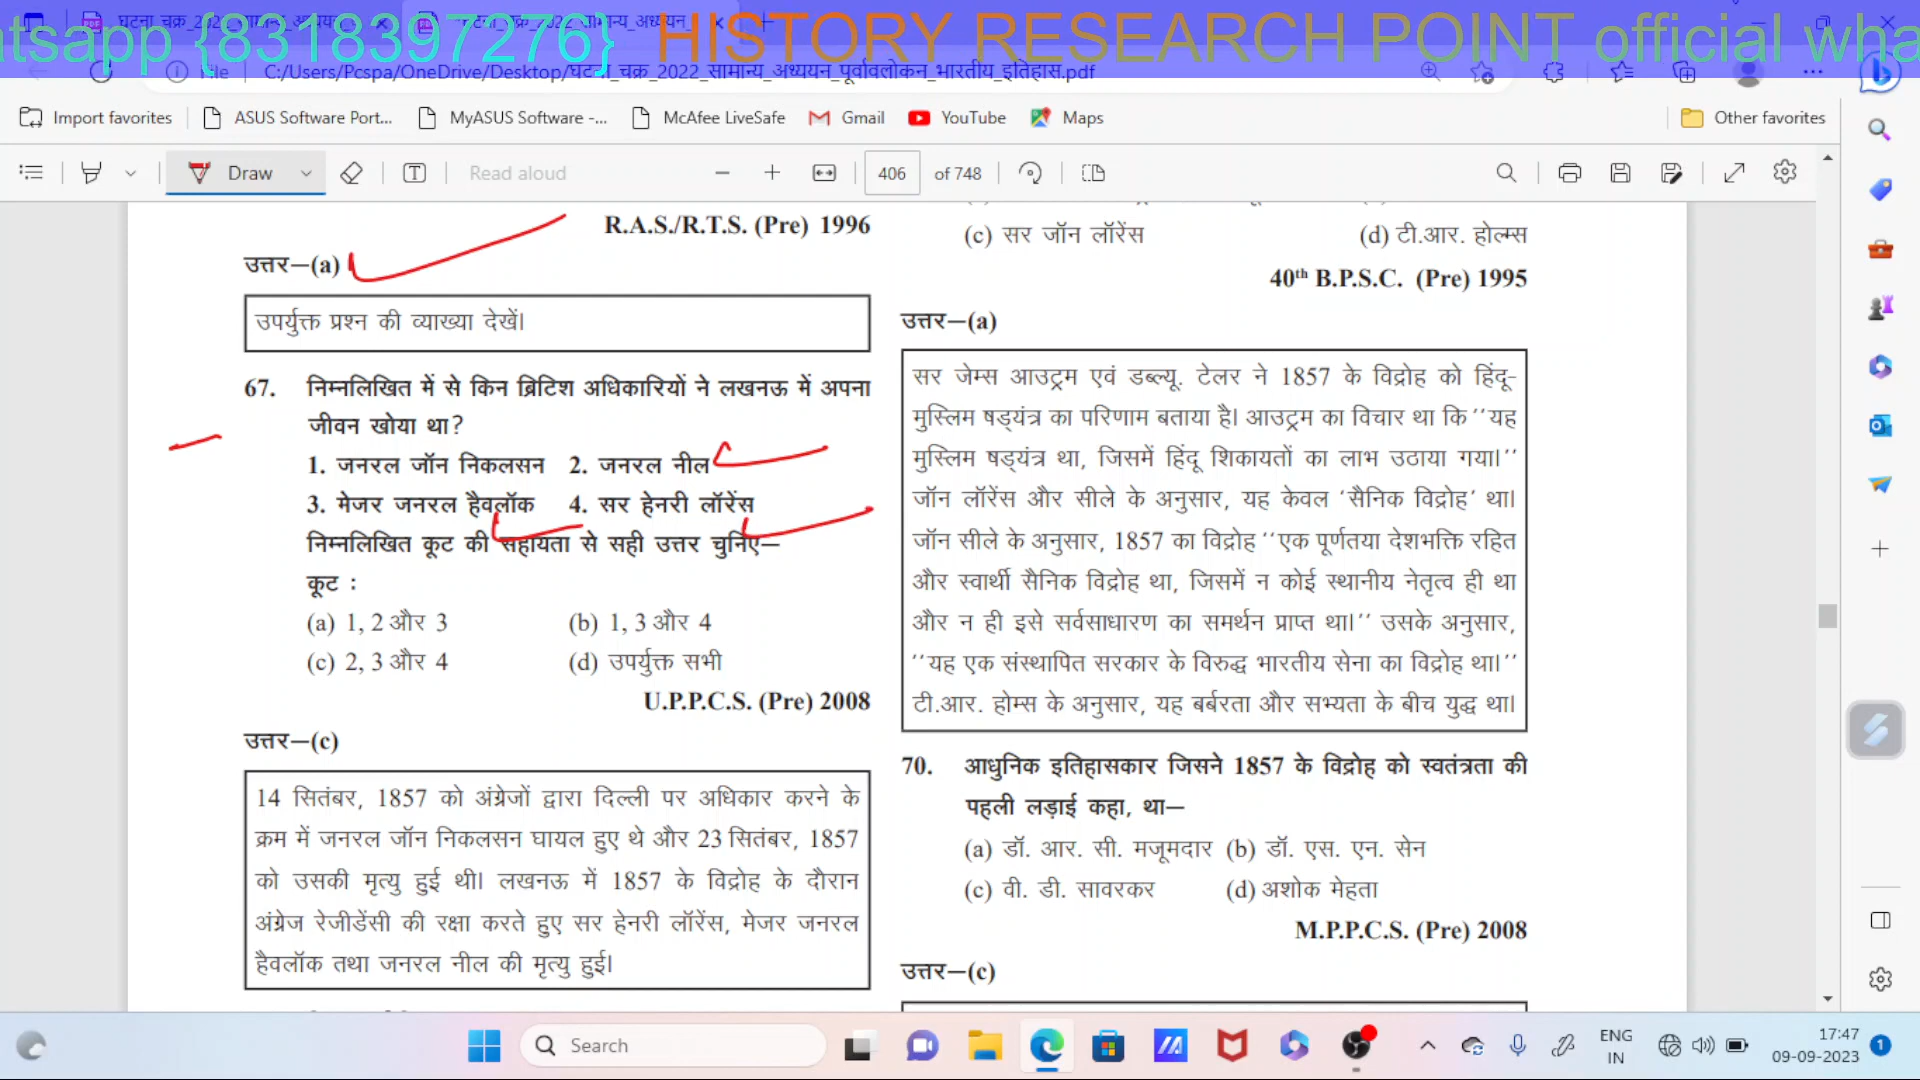 atsapp {8318397276} HISTORY RESEARCH POINT official wha
File C:/Users/Pcspa/OneDrive/Desktop/घटना_चक्र_2022_सामान्य_अध्ययन_पूर्वावलोकन_भारतीय_इतिहास.pdf
Import favorites ASUS Software Port... MyASUS Software -... McAfee LiveSafe Gmail YouTube Maps Other favorites
Draw Read aloud 406 of 748
R.A.S./R.T.S. (Pre) 1996
उत्तर—(a)
उपर्युक्त प्रश्न की व्याख्या देखें।
67. निम्नलिखित में से किन ब्रिटिश अधिकारियों ने लखनऊ में अपना
जीवन खोया था?
1. जनरल जॉन निकलसन 2. जनरल नील
3. मेजर जनरल हैवलॉक 4. सर हेनरी लॉरेंस
निम्नलिखित कूट की सहायता से सही उत्तर चुनिए—
कूट :
(a) 1, 2 और 3 (b) 1, 3 और 4
(c) 2, 3 और 4 (d) उपर्युक्त सभी
U.P.P.C.S. (Pre) 2008
उत्तर—(c)
14 सितंबर, 1857 को अंग्रेजों द्वारा दिल्ली पर अधिकार करने के
क्रम में जनरल जॉन निकलसन घायल हुए थे और 23 सितंबर, 1857
को उसकी मृत्यु हुई थी। लखनऊ में 1857 के विद्रोह के दौरान
अंग्रेज रेजीडेंसी की रक्षा करते हुए सर हेनरी लॉरेंस, मेजर जनरल
हैवलॉक तथा जनरल नील की मृत्यु हुई।
(c) सर जॉन लॉरेंस (d) टी.आर. होल्म्स
40th B.P.S.C. (Pre) 1995
उत्तर—(a)
सर जेम्स आउट्रम एवं डब्ल्यू. टेलर ने 1857 के विद्रोह को हिंदू-
मुस्लिम षड्यंत्र का परिणाम बताया है। आउट्रम का विचार था कि ''यह
मुस्लिम षड्यंत्र था, जिसमें हिंदू शिकायतों का लाभ उठाया गया।''
जॉन लॉरेंस और सीले के अनुसार, यह केवल 'सैनिक विद्रोह' था।
जॉन सीले के अनुसार, 1857 का विद्रोह ''एक पूर्णतया देशभक्ति रहित
और स्वार्थी सैनिक विद्रोह था, जिसमें न कोई स्थानीय नेतृत्व ही था
और न ही इसे सर्वसाधारण का समर्थन प्राप्त था।'' उसके अनुसार,
''यह एक संस्थापित सरकार के विरुद्ध भारतीय सेना का विद्रोह था।''
टी.आर. होम्स के अनुसार, यह बर्बरता और सभ्यता के बीच युद्ध था।
70. आधुनिक इतिहासकार जिसने 1857 के विद्रोह को स्वतंत्रता की
पहली लड़ाई कहा, था—
(a) डॉ. आर. सी. मजूमदार (b) डॉ. एस. एन. सेन
(c) वी. डी. सावरकर (d) अशोक मेहता
M.P.P.C.S. (Pre) 2008
उत्तर—(c)
Search
ENG
IN
17:47
09-09-2023
1